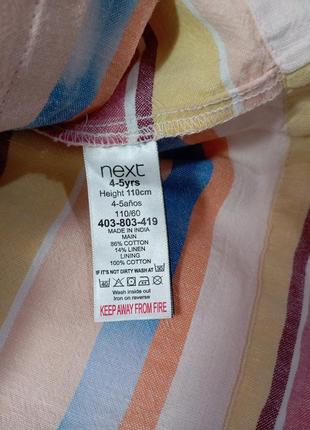 next
4-5yrs
Height 110cm
4-5años
110/60
403-803-419
MADE IN INDIA
MAIN
86% COTTON
14% LINEN
LINING
100% COTTON
IF IT'S NOT DIRTY WASH AT
Wash inside out
Iron on reverse
KEEP AWAY FROM FIRE